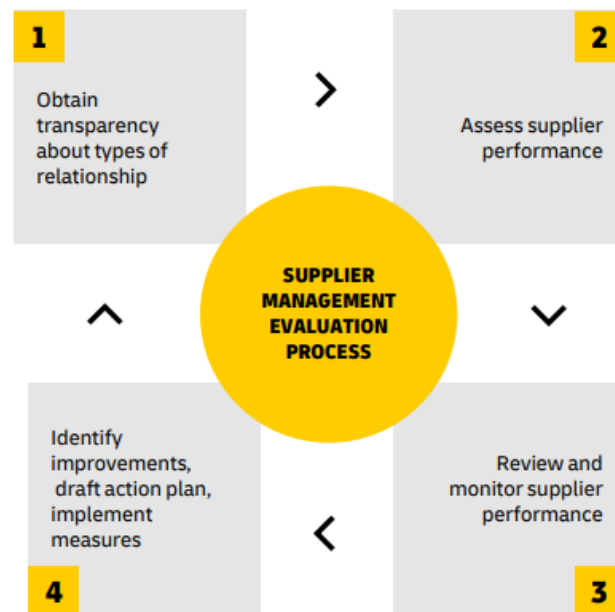 1
Obtain
transparency
about types of
relationship
2
Assess supplier
performance
SUPPLIER
MANAGEMENT
EVALUATION
PROCESS
3
Review and
monitor supplier
performance
4
Identify
improvements,
draft action plan,
implement
measures